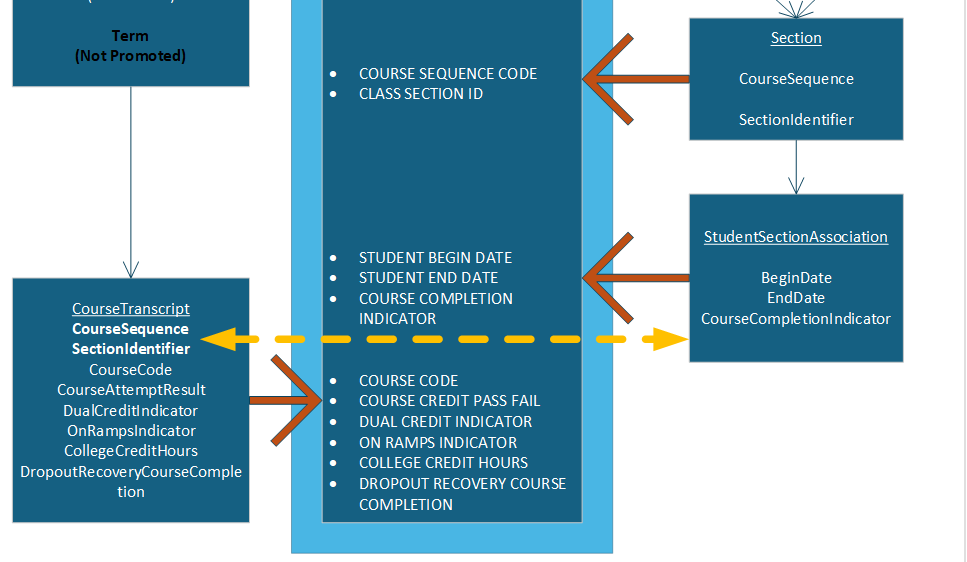 Term
(Not Promoted)
CourseTranscript
CourseSequence
SectionIdentifier
CourseCode
CourseAttemptResult
DualCreditIndicator
OnRampsIndicator
CollegeCreditHours
DropoutRecoveryCourseComple
tion
• COURSE SEQUENCE CODE
• CLASS SECTION ID
• STUDENT BEGIN DATE
• STUDENT END DATE
• COURSE COMPLETION
INDICATOR
• COURSE CODE
• COURSE CREDIT PASS FAIL
• DUAL CREDIT INDICATOR
• ON RAMPS INDICATOR
• COLLEGE CREDIT HOURS
• DROPOUT RECOVERY COURSE
COMPLETION
Section
CourseSequence
SectionIdentifier
StudentSectionAssociation
BeginDate
EndDate
CourseCompletionIndicator